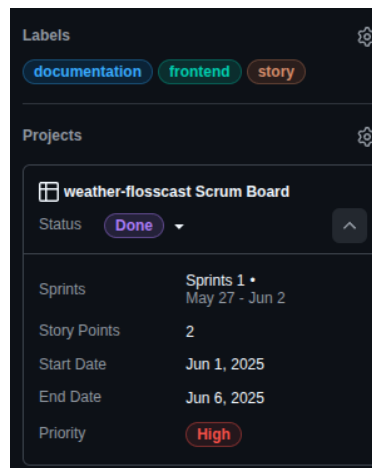 Labels
documentation frontend story
Projects
weather-flosscast Scrum Board
Status Done
Sprints Sprints 1 •
May 27 - Jun 2
Story Points 2
Start Date Jun 1, 2025
End Date Jun 6, 2025
Priority High